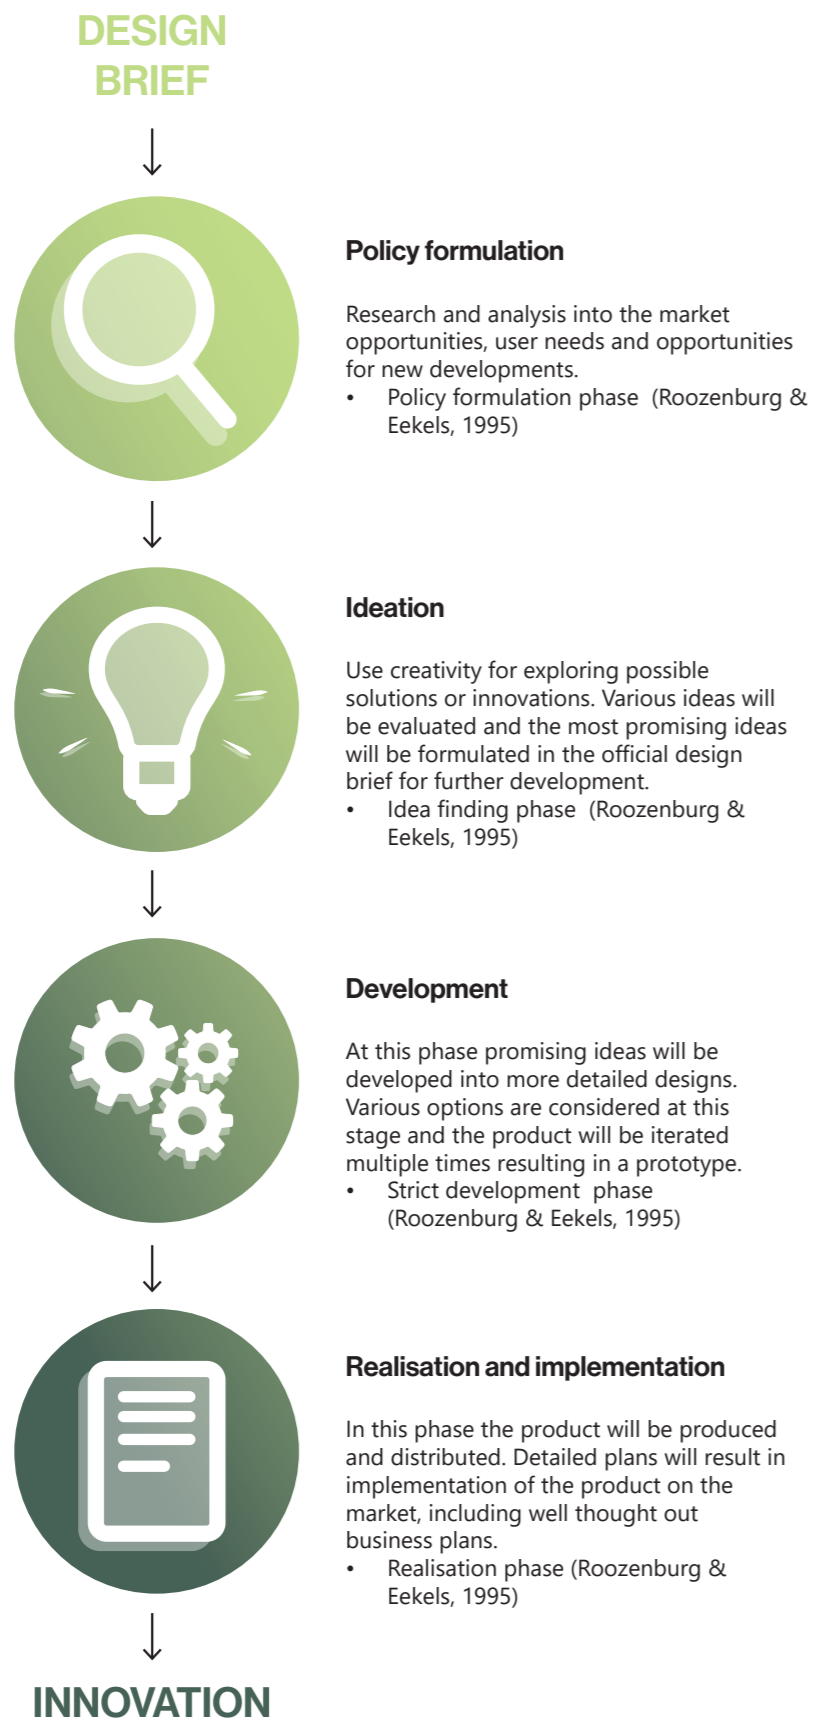 DESIGN
BRIEF
Policy formulation
Research and analysis into the market
opportunities, user needs and opportunities
for new developments.
• Policy formulation phase (Roozenburg &
Eekels, 1995)
Ideation
Use creativity for exploring possible
solutions or innovations. Various ideas will
be evaluated and the most promising ideas
will be formulated in the official design
brief for further development.
• Idea finding phase (Roozenburg &
Eekels, 1995)
Development
At this phase promising ideas will be
developed into more detailed designs.
Various options are considered at this
stage and the product will be iterated
multiple times resulting in a prototype.
• Strict development phase
(Roozenburg & Eekels, 1995)
Realisation and implementation
In this phase the product will be produced
and distributed. Detailed plans will result in
implementation of the product on the
market, including well thought out
business plans.
• Realisation phase (Roozenburg &
Eekels, 1995)
INNOVATION